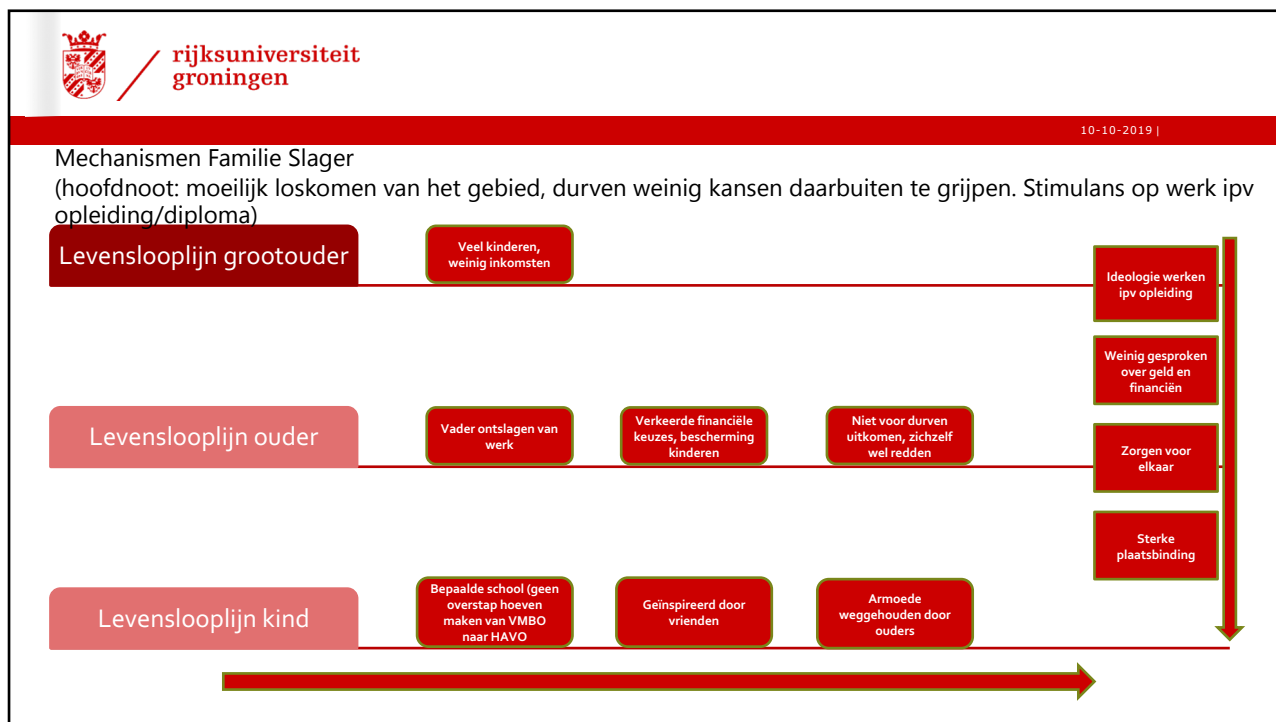 rijksuniversiteit
groningen
10-10-2019 |
Mechanismen Familie Slager
(hoofdnoot: moeilijk loskomen van het gebied, durven weinig kansen daarbuiten te grijpen. Stimulans op werk ipv
opleiding/diploma)
Levenslooplijn grootouder
Veel kinderen,
weinig inkomsten
Ideologie werken
ipv opleiding
Weinig gesproken
over geld en
financiën
Levenslooplijn ouder
Vader ontslagen van
werk
Verkeerde financiële
keuzes, bescherming
kinderen
Niet voor durven
uitkomen, zichzelf
wel redden
Zorgen voor
elkaar
Sterke
plaatsbinding
Levenslooplijn kind
Bepaalde school (geen
overstap hoeven
maken van VMBO
naar HAVO
Geïnspireerd door
vrienden
Armoede
weggehouden door
ouders